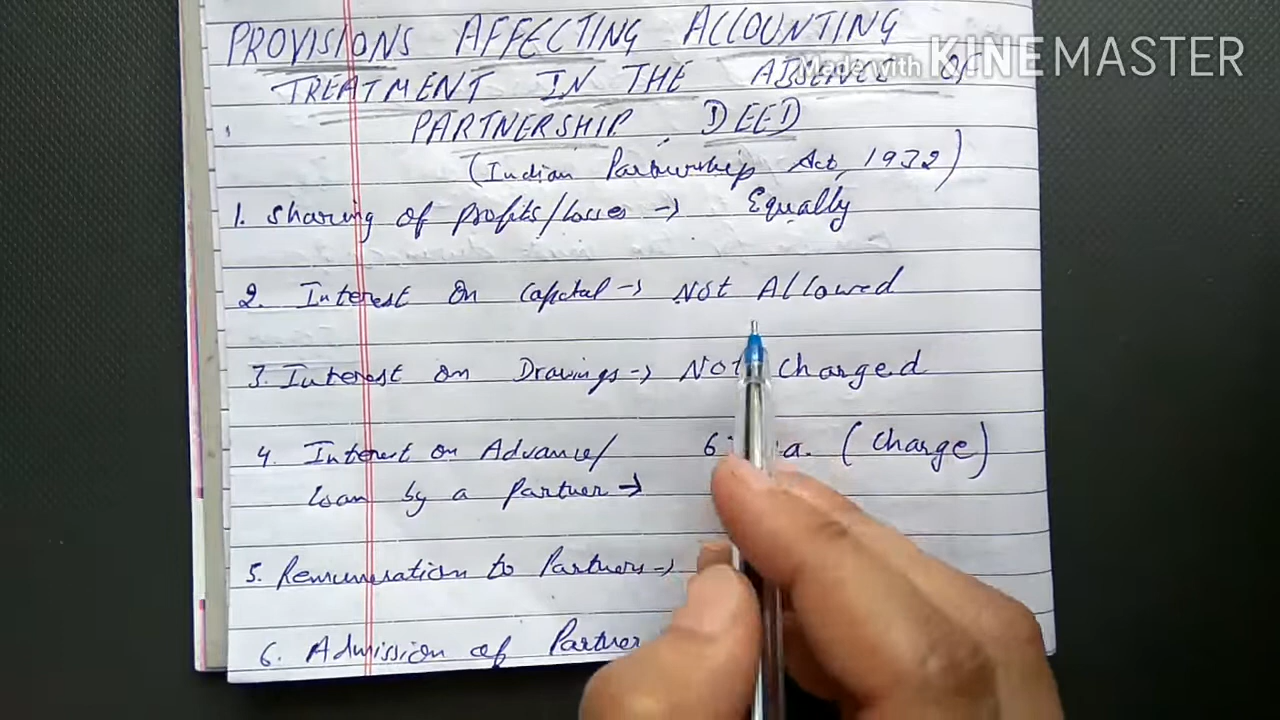 PROVISIONS AFFECTING ACCOUNTING
Made with KINEMASTER
TREATMENT IN THE ABSENCE OF
PARTNERSHIP DEED
(Indian Partnership Act, 1932)
1. Sharing of Profits/Losses → Equally
2. Interest on Capital → Not Allowed
3. Interest on Drawings → Not Charged
4. Interest on Advance/ 6 .a. (Charge)
loan by a Partner →
5. Remuneration to Partners →
6. Admission of Partner